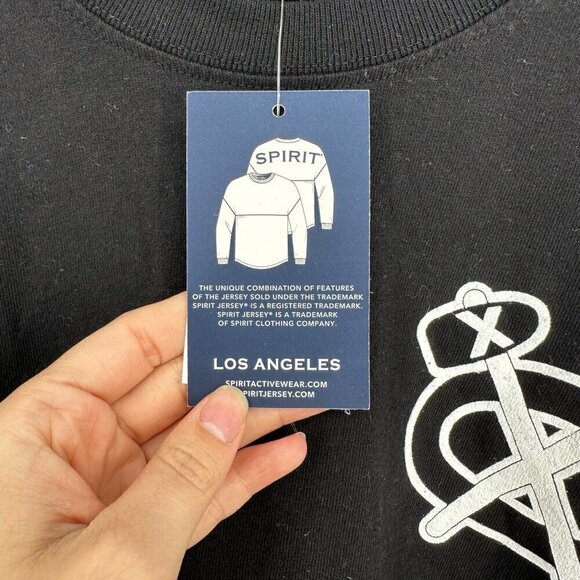 SPIRIT®
THE UNIQUE COMBINATION OF FEATURES
OF THE JERSEY SOLD UNDER THE TRADEMARK
SPIRIT JERSEY® IS A REGISTERED TRADEMARK.
SPIRIT JERSEY® IS A TRADEMARK
OF SPIRIT CLOTHING COMPANY.
LOS ANGELES
SPIRITACTIVEWEAR.COM
SPIRITJERSEY.COM
X